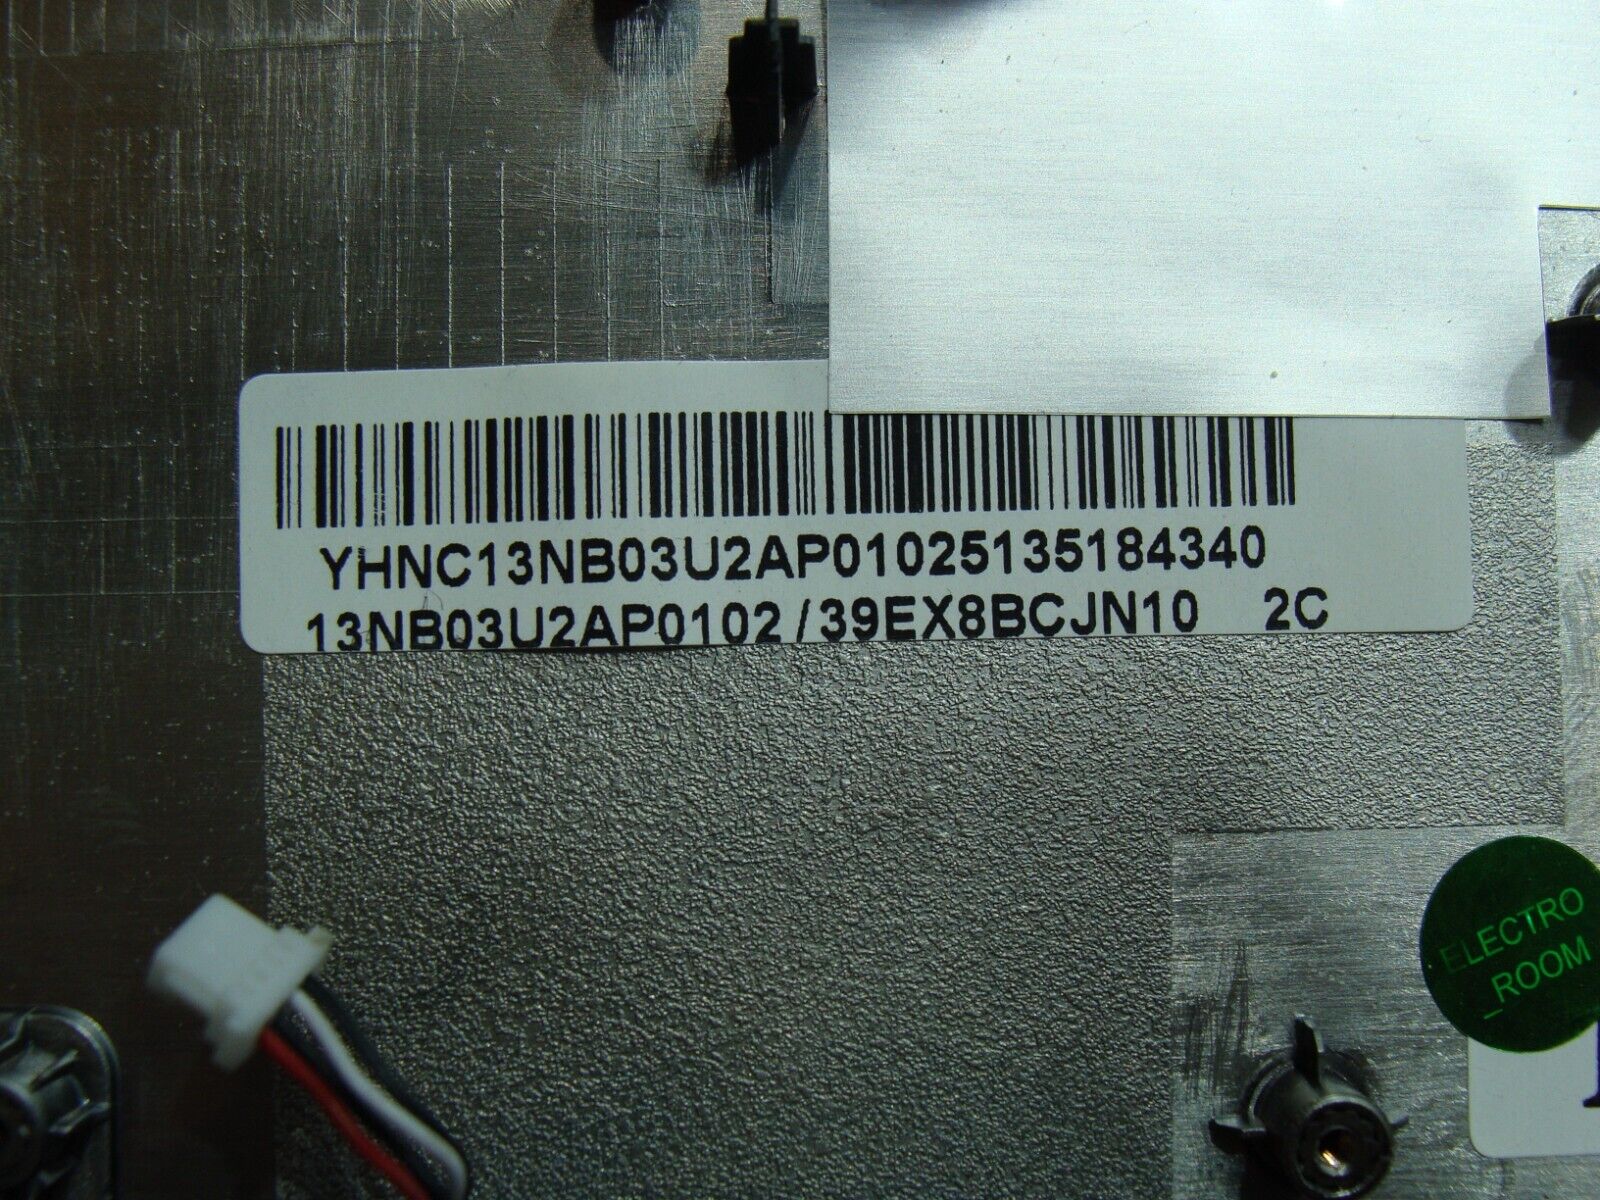 YHNC13NB03U2AP01025135184340
13NB03U2AP0102 / 39EX8BCJN10 2C
ELECTRO
_ROOM